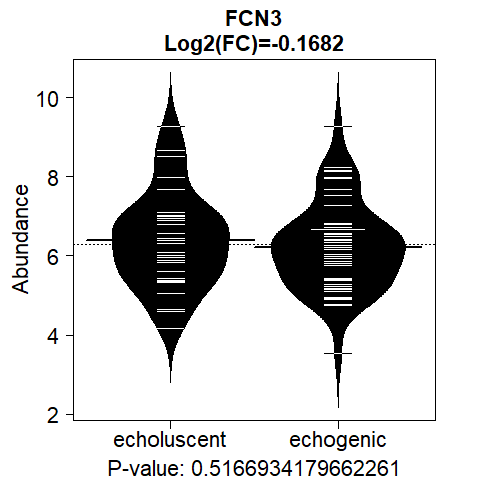 FCN3
Log2(FC)=-0.1682
Abundance
10
8
6
4
2
echoluscent echogenic
P-value: 0.5166934179662261